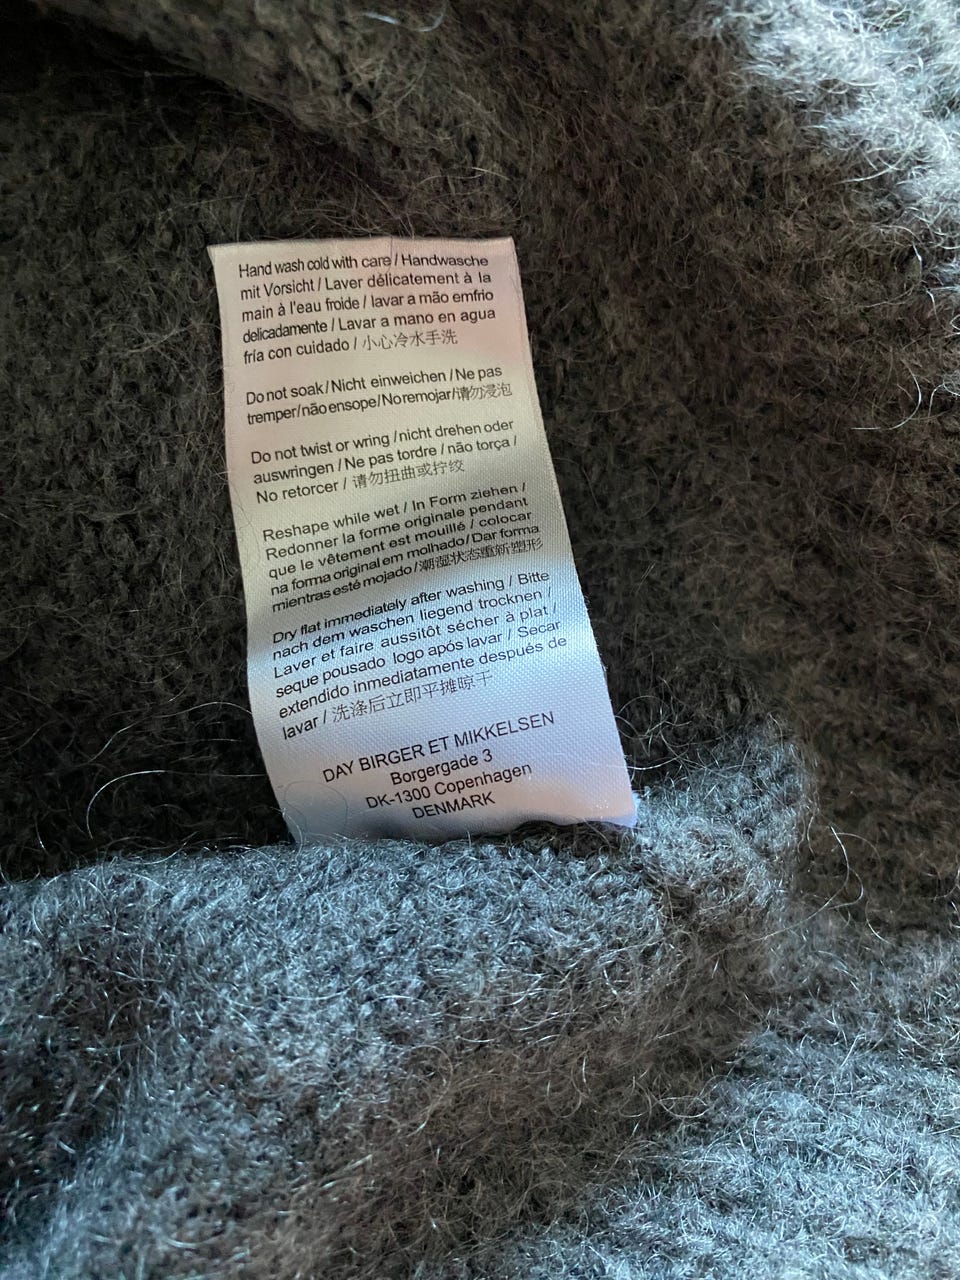 Hand wash cold with care / Handwasche
mit Vorsicht / Laver délicatement à la
main à l'eau froide / lavar a mão emfrio
delicadamente / Lavar a mano en agua
fría con cuidado / 小心冷水手洗
Do not soak / Nicht einweichen / Ne pas
tremper/não ensope/No remojar/请勿浸泡
Do not twist or wring / nicht drehen oder
auswringen / Ne pas tordre / não torça /
No retorcer / 请勿扭曲或拧绞
Reshape while wet / In Form ziehen /
Redonner la forme originale pendant
que le vêtement est mouillé / colocar
na forma original em molhado/ Dar forma
mientras esté mojado / 潮湿状态重新塑形
Dry flat immediately after washing / Bitte
nach dem waschen liegend trocknen /
Laver et faire aussitôt sécher à plat /
seque pousado logo após lavar / Secar
extendido inmediatamente después de
lavar / 洗涤后立即平摊晾干
DAY BIRGER ET MIKKELSEN
Borgergade 3
DK-1300 Copenhagen
DENMARK